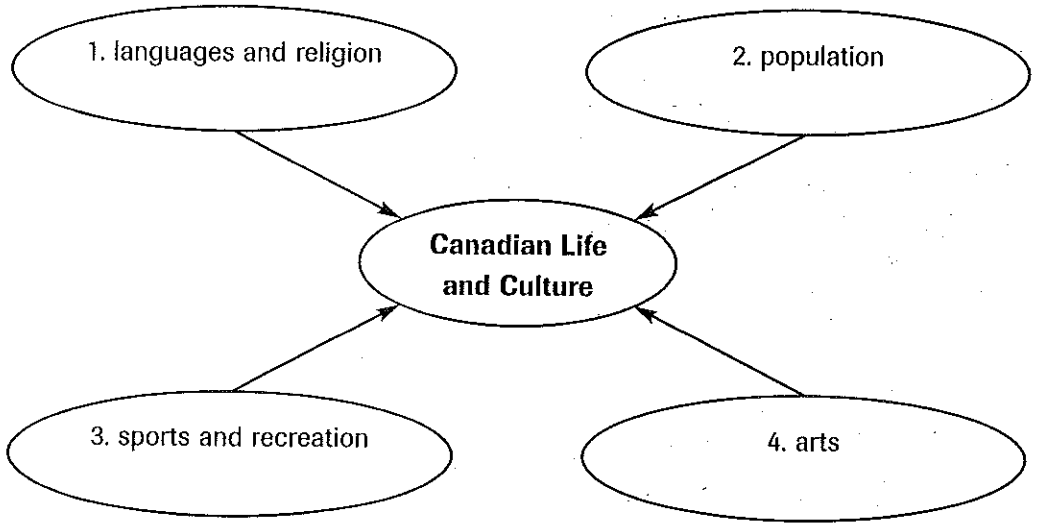 1. languages and religion
2. population
Canadian Life
and Culture
3. sports and recreation
4. arts